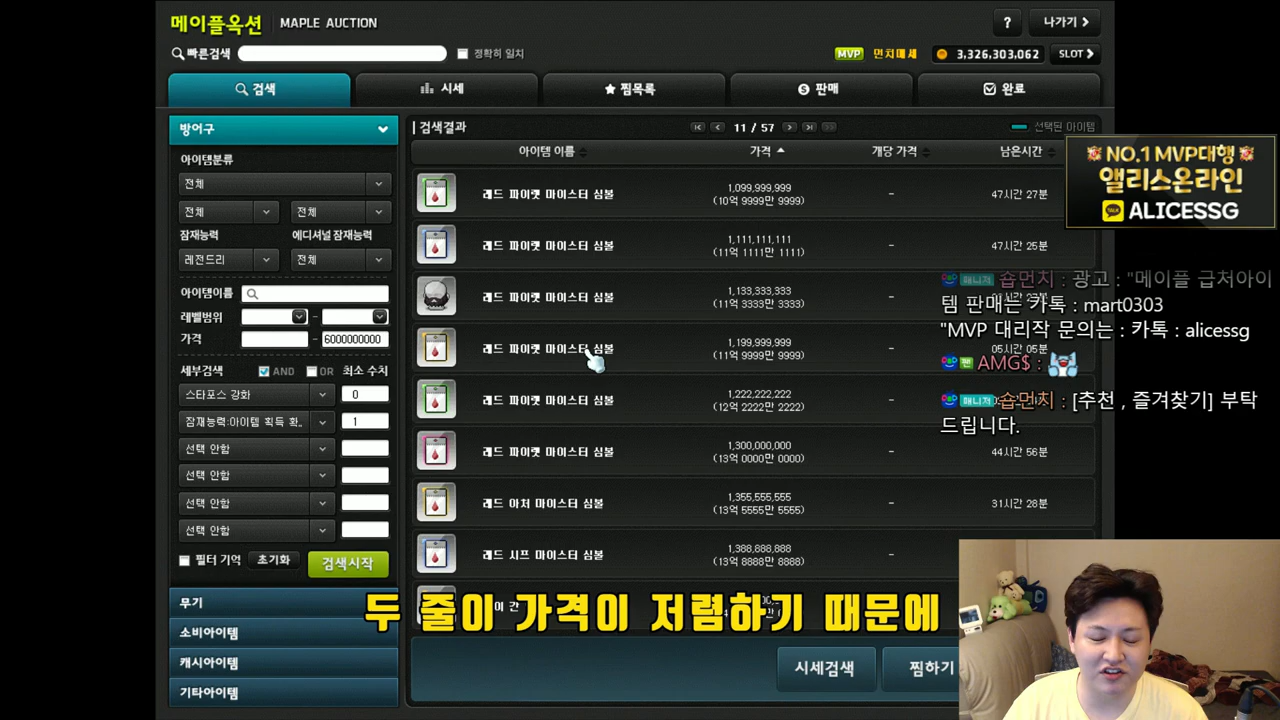 메이플옥션 MAPLE AUCTION
? 나가기
빠른검색 정확히 일치
MVP 먼치매세 3,326,303,062 SLOT
검색 시세 찜목록 판매 완료
방어구
아이템분류
전체
전체 전체
잠재능력 에디셔널 잠재능력
레전드리 전체
아이템이름
레벨범위 -
가격 - 6000000000
세부검색 AND OR 최소 수치
스타포스 강화 0
잠재능력:아이템 획득 확.. 1
선택 안함
선택 안함
선택 안함
선택 안함
필터 기억 초기화 검색시작
무기
소비아이템
캐시아이템
기타아이템
검색결과 11 / 57 선택된 아이템
아이템 이름 가격 개당 가격 남은시간
레드 파이렛 마이스터 심볼 1,099,999,999 (10억 9999만 9999) - 47시간 27분
레드 파이렛 마이스터 심볼 1,111,111,111 (11억 1111만 1111) - 47시간 25분
레드 파이렛 마이스터 심볼 1,133,333,333 (11억 3333만 3333) -
레드 파이렛 마이스터 심볼 1,199,999,999 (11억 9999만 9999) - 05시간 05분
레드 파이렛 마이스터 심볼 1,222,222,222 (12억 2222만 2222) -
레드 파이렛 마이스터 심볼 1,300,000,000 (13억 0000만 0000) - 44시간 56분
레드 아처 마이스터 심볼 1,355,555,555 (13억 5555만 5555) - 31시간 28분
레드 시프 마이스터 심볼 1,388,888,888 (13억 8888만 8888) -
두 줄이 가격이 저렴하기 때문에
시세검색 찜하기
NO.1 MVP대행
앨리스온라인
TALK ALICESSG
매니저 숍먼치 : 광고 : "메이플 급처아이
템 판매는 카톡 : mart0303
"MVP 대리작 문의는 : 카톡 : alicessg
팬 AMG$ :
매니저 숍먼치 : [추천 , 즐겨찾기] 부탁
드립니다.